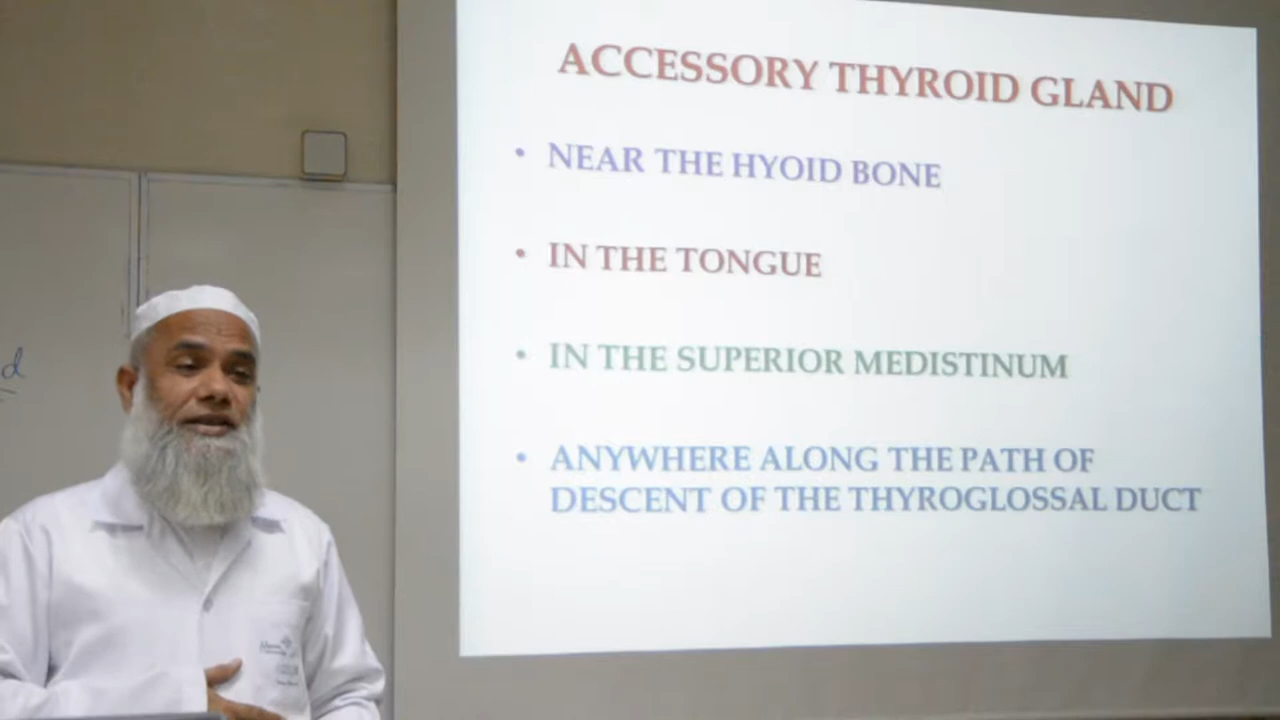 ACCESSORY THYROID GLAND
• NEAR THE HYOID BONE
• IN THE TONGUE
• IN THE SUPERIOR MEDISTINUM
• ANYWHERE ALONG THE PATH OF
DESCENT OF THE THYROGLOSSAL DUCT
d